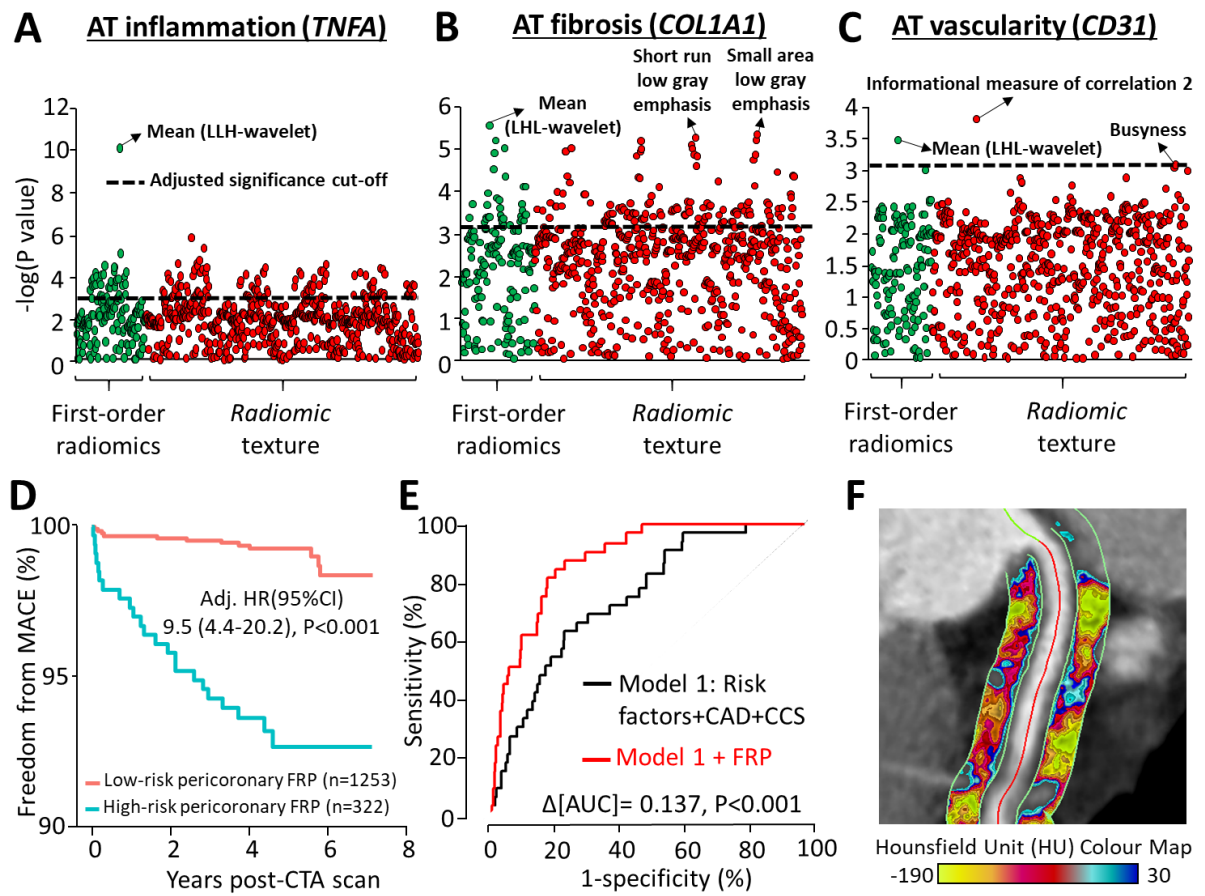 A
AT inflammation (TNFA)
12
10
8
6
4
2
0
-log(P value)
Mean (LLH-wavelet)
Adjusted significance cut-off
First-order
radiomics
Radiomic
texture
B
AT fibrosis (COL1A1)
6
5
4
3
2
1
0
Mean
(LHL-wavelet)
Short run
low gray
emphasis
Small area
low gray
emphasis
First-order
radiomics
Radiomic
texture
C
AT vascularity (CD31)
4
3.5
3
2.5
2
1.5
1
0.5
0
Informational measure of correlation 2
Mean (LHL-wavelet)
Busyness
First-order
radiomics
Radiomic
texture
D
Freedom from MACE (%)
100
95
90
Adj. HR(95%CI)
9.5 (4.4-20.2), P<0.001
Low-risk pericoronary FRP (n=1253)
High-risk pericoronary FRP (n=322)
0 2 4 6 8
Years post-CTA scan
E
Sensitivity (%)
100
80
60
40
20
0
Model 1: Risk
factors+CAD+CCS
Model 1 + FRP
Δ[AUC]= 0.137, P<0.001
0 20 40 60 80 100
1-specificity (%)
F
Hounsfield Unit (HU) Colour Map
-190 30